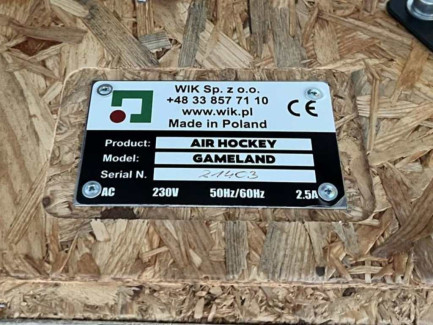 WIK Sp. z o.o.
+48 33 857 71 10
www.wik.pl
Made in Poland
CE
Product: AIR HOCKEY
Model: GAMELAND
Serial N. 21403
AC 230V 50Hz/60Hz 2.5A